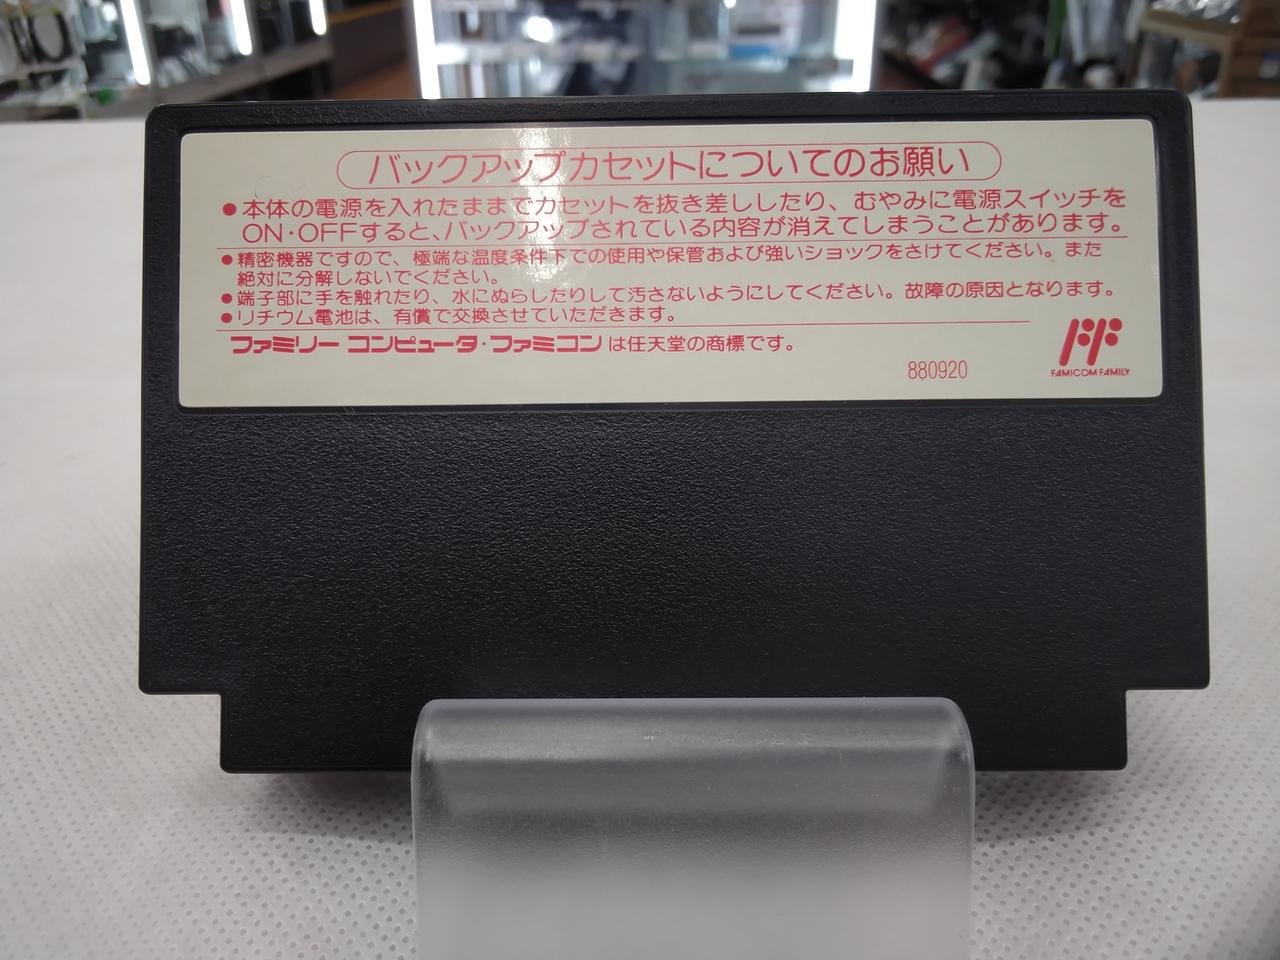 バックアップカセットについてのお願い
●本体の電源を入れたままでカセットを抜き差ししたり、むやみに電源スイッチを
ON・OFFすると、バックアップされている内容が消えてしまうことがあります。
●精密機器ですので、極端な温度条件下での使用や保管および強いショックをさけてください。また
絶対に分解しないでください。
●端子部に手を触れたり、水にぬらしたりして汚さないようにしてください。故障の原因となります。
●リチウム電池は、有償で交換させていただきます。
ファミリー コンピュータ・ファミコンは任天堂の商標です。
880920
FF
FAMICOM FAMILY